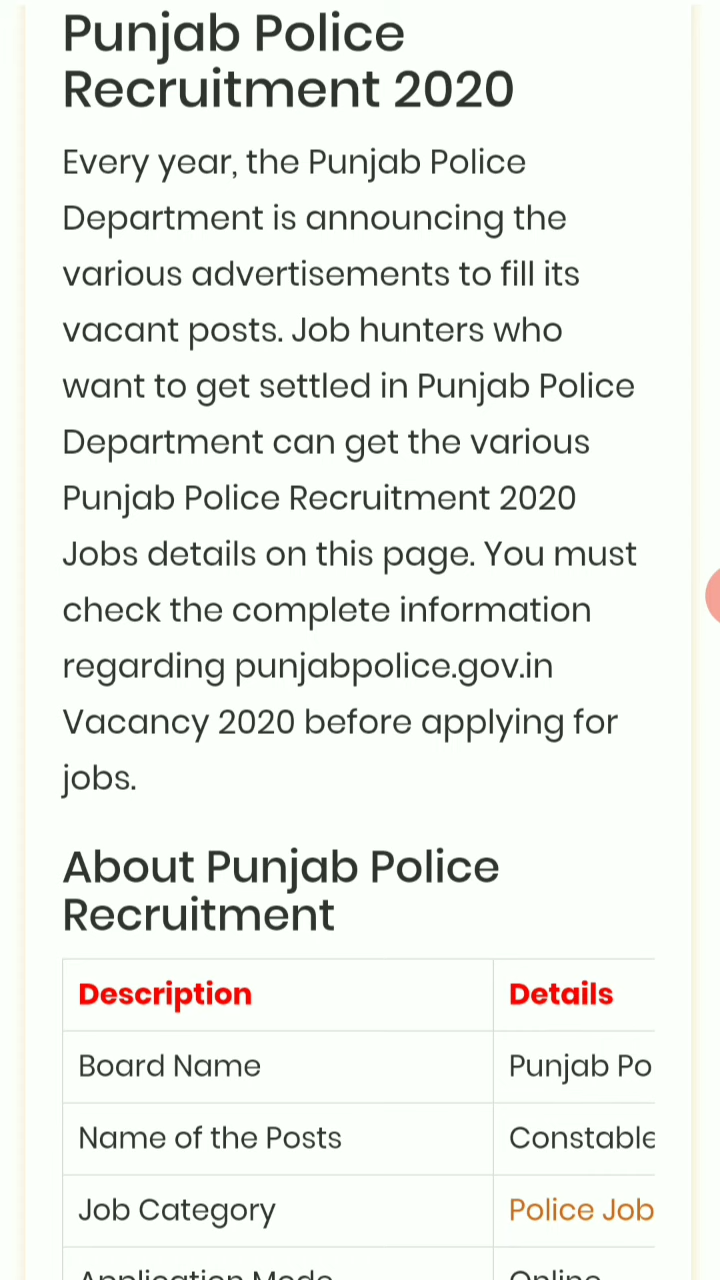 Punjab Police
Recruitment 2020
Every year, the Punjab Police
Department is announcing the
various advertisements to fill its
vacant posts. Job hunters who
want to get settled in Punjab Police
Department can get the various
Punjab Police Recruitment 2020
Jobs details on this page. You must
check the complete information
regarding punjabpolice.gov.in
Vacancy 2020 before applying for
jobs.
About Punjab Police
Recruitment
Description Details
Board Name Punjab Po
Name of the Posts Constable
Job Category Police Job
Application Mode Online